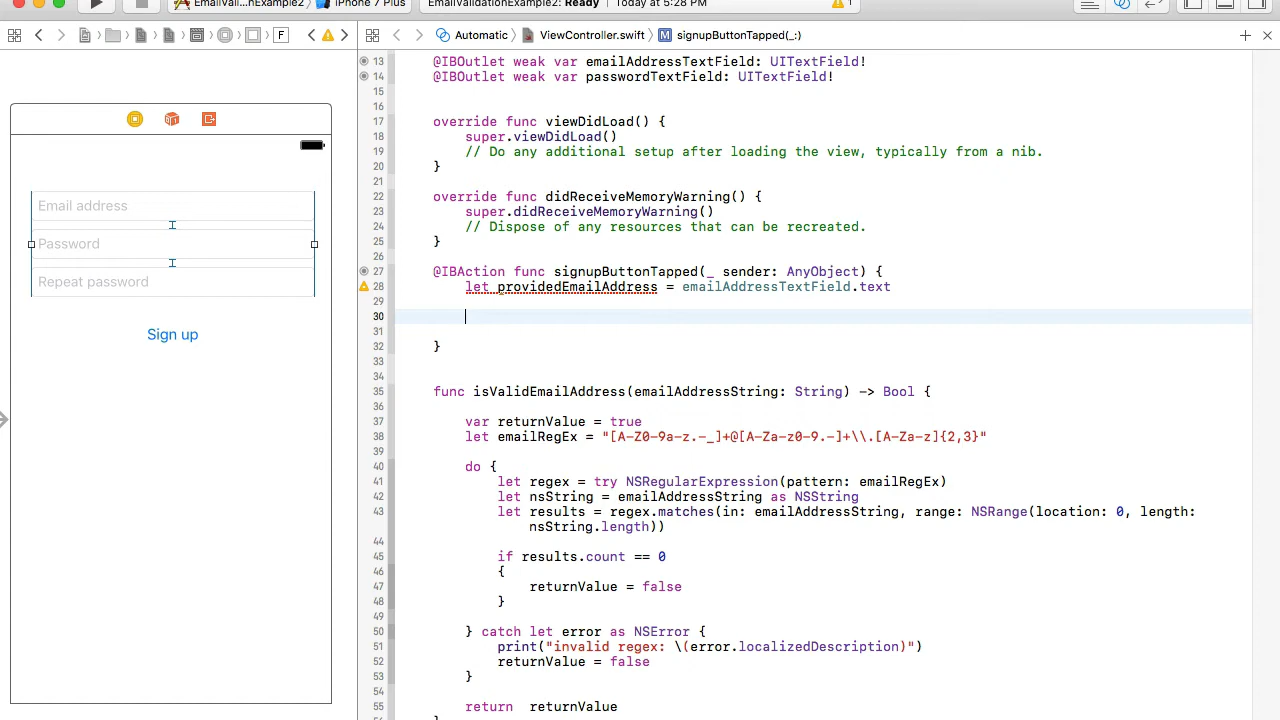 EmailVali...nExample2 〉 iPhone 7 Plus
EmailValidationExample2: Ready | Today at 5:28 PM
1
F
Automatic 〉 ViewController.swift 〉 M signupButtonTapped(_:)
Email address
Password
Repeat password
Sign up
13 @IBOutlet weak var emailAddressTextField: UITextField!
14 @IBOutlet weak var passwordTextField: UITextField!
15
16
17 override func viewDidLoad() {
18 super.viewDidLoad()
19 // Do any additional setup after loading the view, typically from a nib.
20 }
21
22 override func didReceiveMemoryWarning() {
23 super.didReceiveMemoryWarning()
24 // Dispose of any resources that can be recreated.
25 }
26
27 @IBAction func signupButtonTapped(_ sender: AnyObject) {
28 let providedEmailAddress = emailAddressTextField.text
29
30
31
32 }
33
34
35 func isValidEmailAddress(emailAddressString: String) -> Bool {
36
37 var returnValue = true
38 let emailRegEx = "[A-Z0-9a-z.-_]+@[A-Za-z0-9.-]+\\.[A-Za-z]{2,3}"
39
40 do {
41 let regex = try NSRegularExpression(pattern: emailRegEx)
42 let nsString = emailAddressString as NSString
43 let results = regex.matches(in: emailAddressString, range: NSRange(location: 0, length:
nsString.length))
44
45 if results.count == 0
46 {
47 returnValue = false
48 }
49
50 } catch let error as NSError {
51 print("invalid regex: \(error.localizedDescription)")
52 returnValue = false
53 }
54
55 return  returnValue